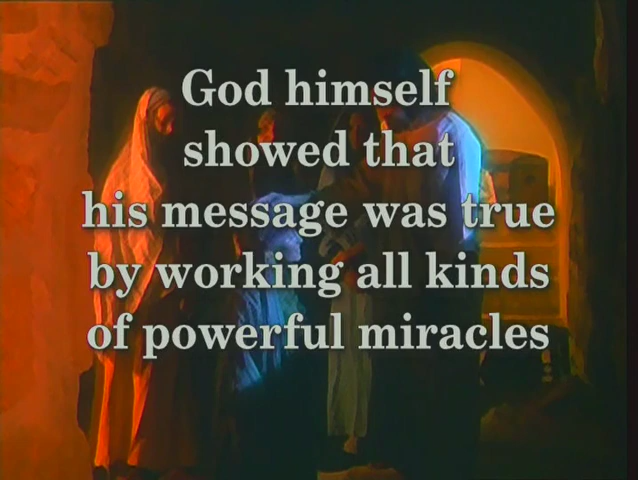 God himself
showed that
his message was true
by working all kinds
of powerful miracles